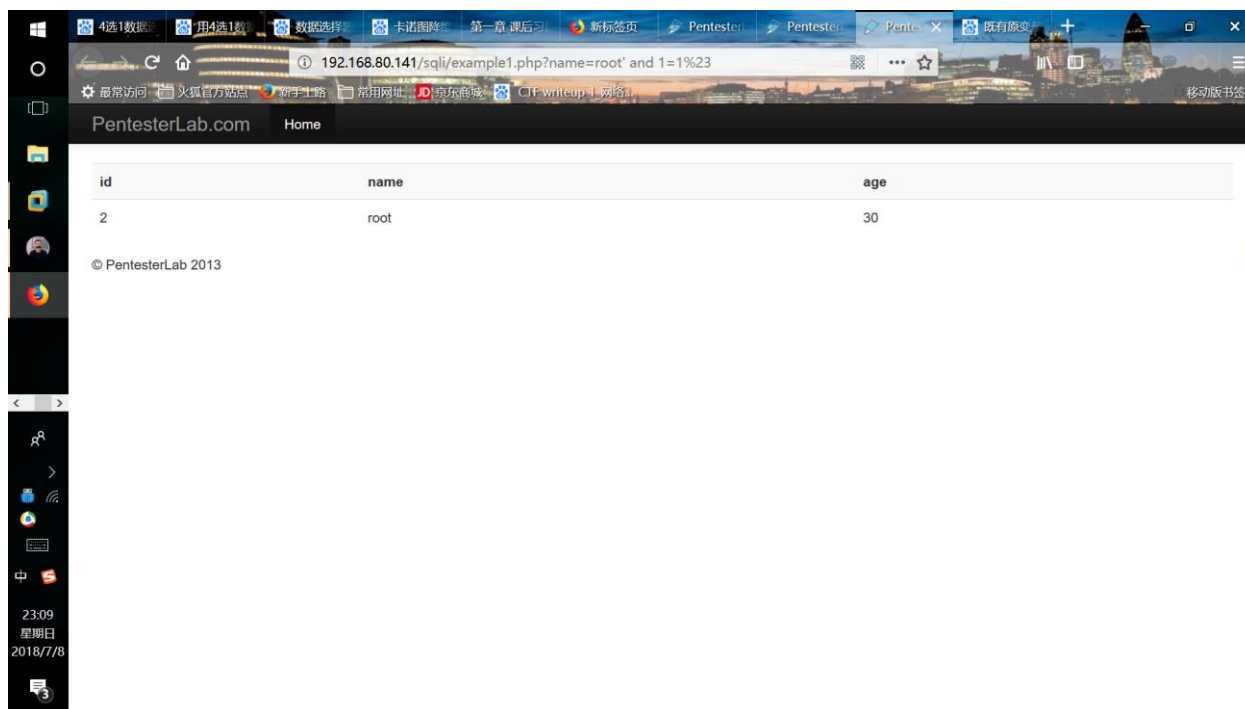 4选1数据 用4选1数 数据选择 卡诺图降 第一章 课后习 新标签页 Pentester Pentester Pente 既有原变
192.168.80.141/sqli/example1.php?name=root' and 1=1%23
最常访问 火狐官方站点 新手上路 常用网址 JD 京东商城 CTF writeup 1 网络.. 移动版书签
PentesterLab.com Home
id name age
2 root 30
© PentesterLab 2013
中
23:09
星期日
2018/7/8
3